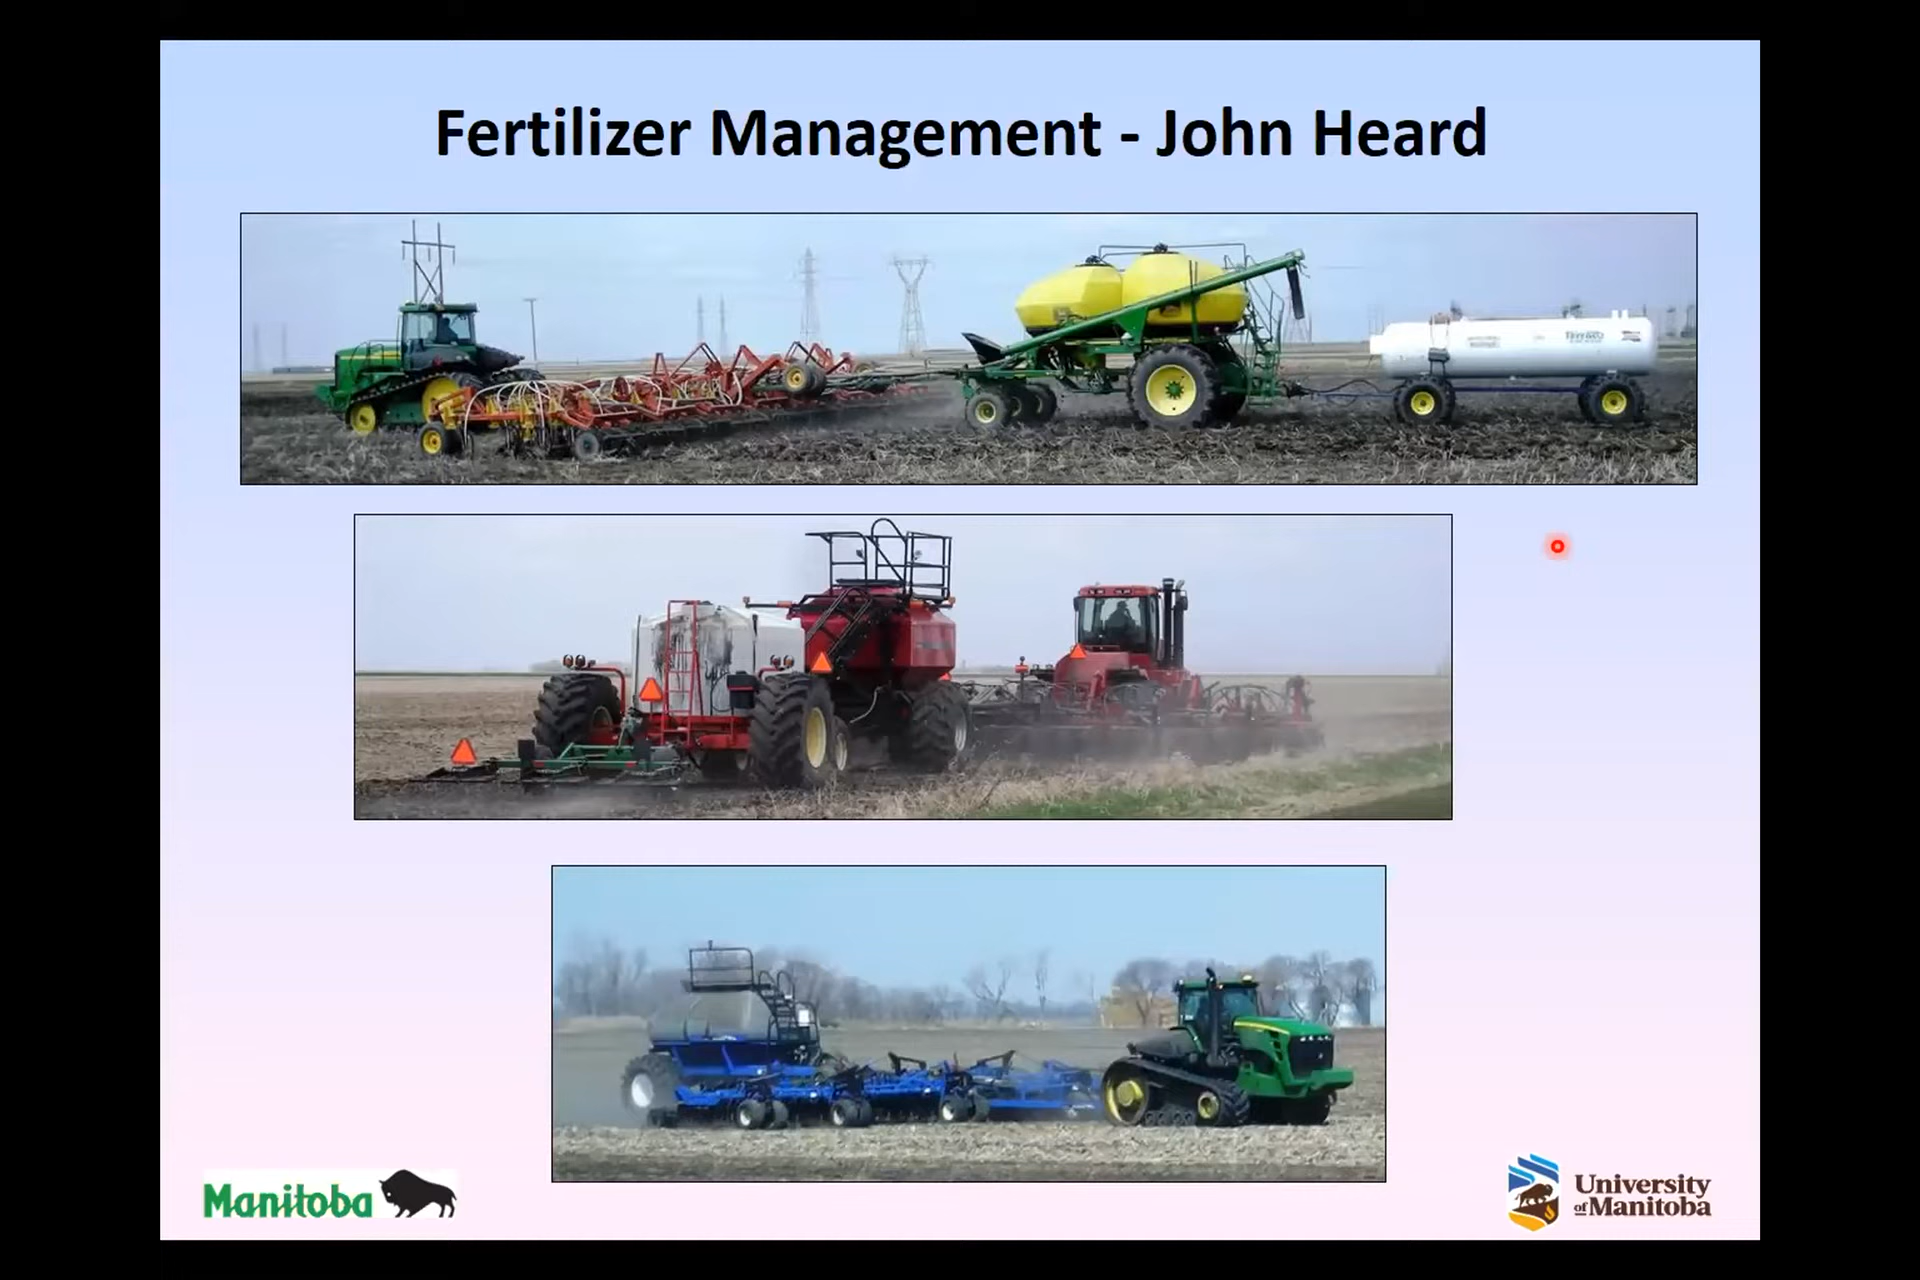 Fertilizer Management - John Heard
Manitoba
University
of Manitoba